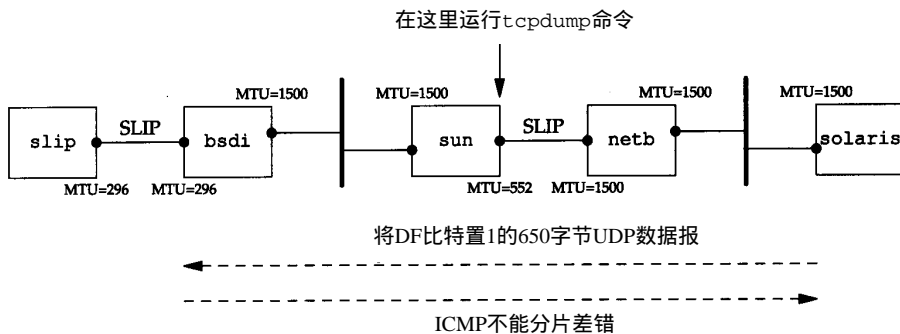 在这里运行tcpdump命令
MTU=1500 MTU=1500 MTU=1500 MTU=1500
slip SLIP bsdi sun SLIP netb solaris
MTU=296 MTU=296 MTU=552 MTU=1500
将DF比特置1的650字节UDP数据报
ICMP不能分片差错